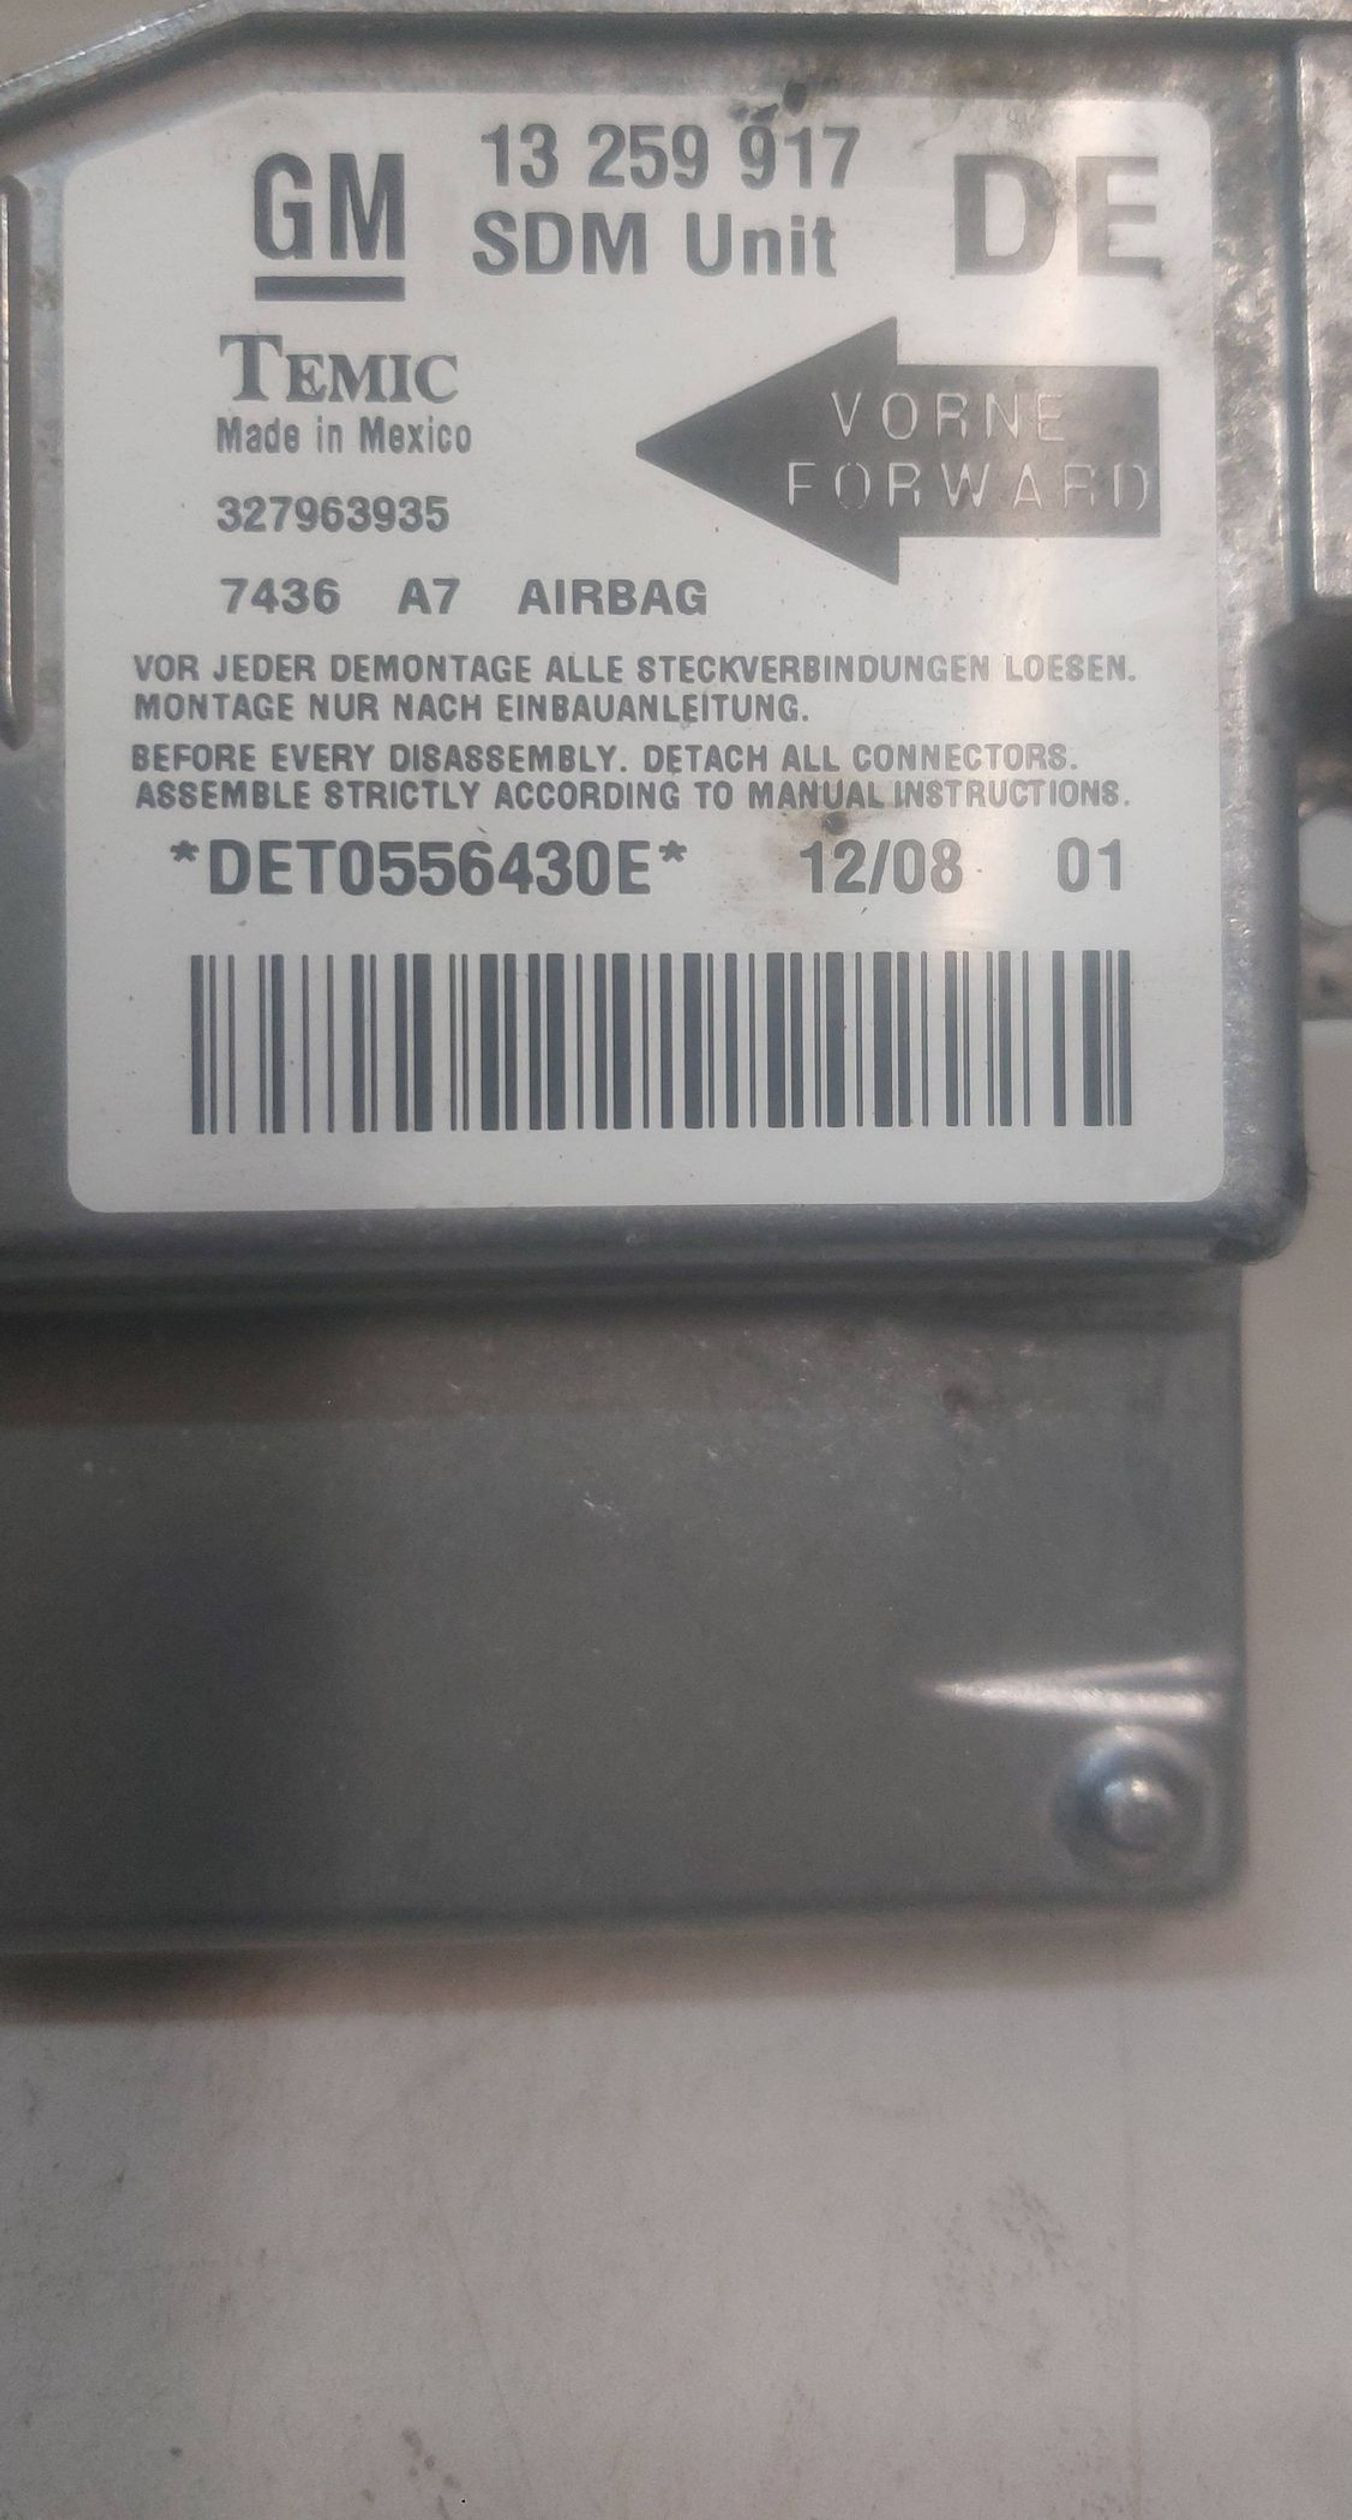 GM 13 259 917 DE
SDM Unit
TEMIC
Made in Mexico
VORNE
FORWARD
327963935
7436 A7 AIRBAG
VOR JEDER DEMONTAGE ALLE STECKVERBINDUNGEN LOESEN.
MONTAGE NUR NACH EINBAUANLEITUNG.
BEFORE EVERY DISASSEMBLY. DETACH ALL CONNECTORS.
ASSEMBLE STRICTLY ACCORDING TO MANUAL INSTRUCTIONS.
*DET0556430E* 12/08 01